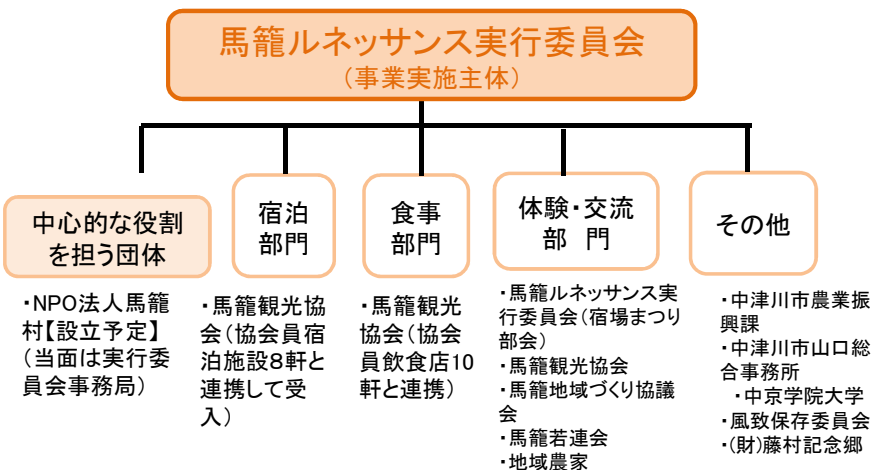 馬籠ルネッサンス実行委員会
（事業実施主体）
中心的な役割
を担う団体
・NPO法人馬籠
村【設立予定】
（当面は実行委
員会事務局）
宿泊
部門
・馬籠観光協
会（協会員宿
泊施設8軒と
連携して受
入）
食事
部門
・馬籠観光
協会（協会
員飲食店10
軒と連携）
体験・交流
部　門
・馬籠ルネッサンス実
行委員会（宿場まつり
部会）
・馬籠観光協会
・馬籠地域づくり協議
会
・馬籠若連会
・地域農家
その他
・中津川市農業振
興課
・中津川市山口総
合事務所
・中京学院大学
・風致保存委員会
・(財)藤村記念郷